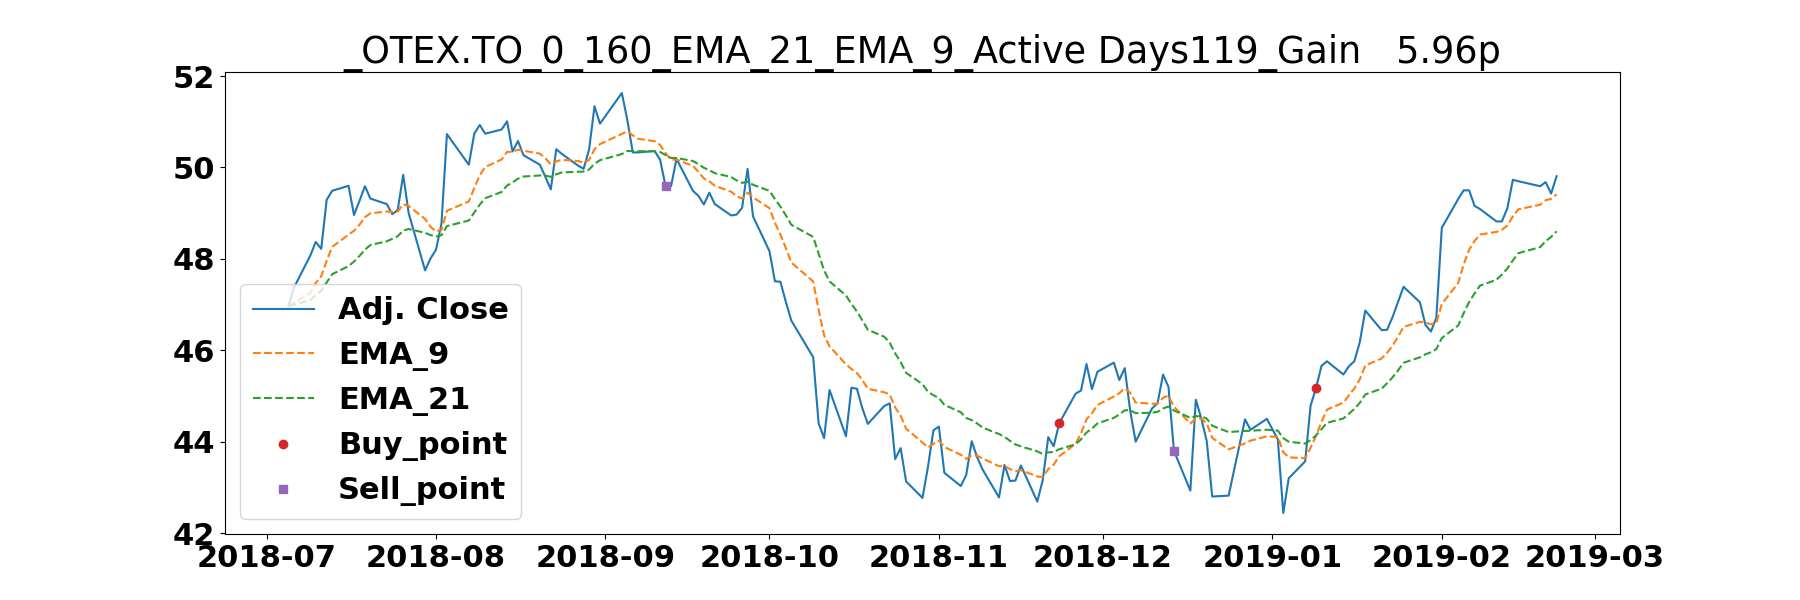 _OTEX.TO_0_160_EMA_21_EMA_9_Active Days119_Gain   5.96p
52
50
48
46
44
42
Adj. Close
EMA_9
EMA_21
Buy_point
Sell_point
2018-07 2018-08 2018-09 2018-10 2018-11 2018-12 2019-01 2019-02 2019-03